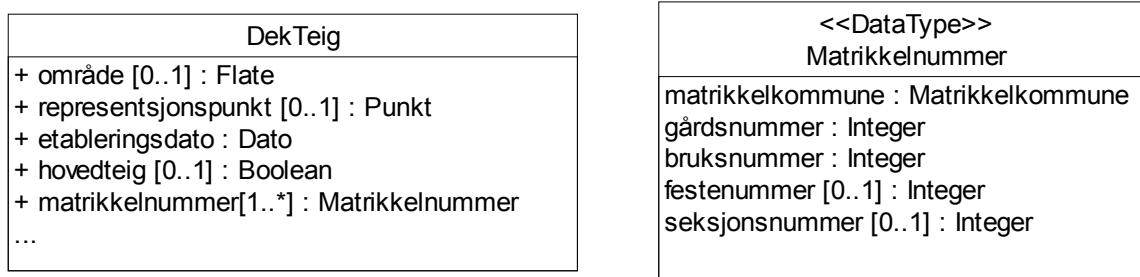 DekTeig
+ område [0..1] : Flate
+ representsjonspunkt [0..1] : Punkt
+ etableringsdato : Dato
+ hovedteig [0..1] : Boolean
+ matrikkelnummer[1..*] : Matrikkelnummer
...
<<DataType>>
Matrikkelnummer
matrikkelkommune : Matrikkelkommune
gårdsnummer : Integer
bruksnummer : Integer
festenummer [0..1] : Integer
seksjonsnummer [0..1] : Integer